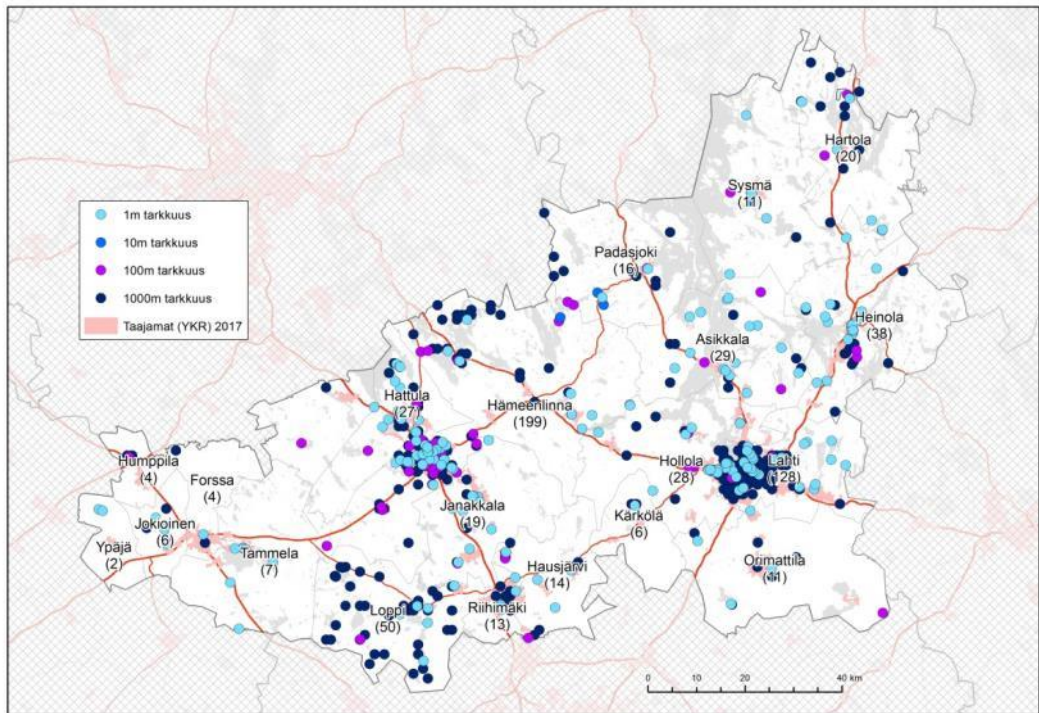 1m tarkkuus
10m tarkkuus
100m tarkkuus
1000m tarkkuus
Taajamat (YKR) 2017
Hartola
(20)
Sysmä
(11)
Padasjoki
(16)
Heinola
(38)
Asikkala
(29)
Hattula
(27)
Hämeenlinna
(199)
Humppila
(4)
Forssa
(4)
Hollola
(28)
Lahti
(128)
Janakkala
(19)
Kärkölä
(6)
Jokioinen
(6)
Ypäjä
(2)
Tammela
(7)
Hausjärvi
(14)
Orimattila
(11)
Loppi
(50)
Riihimäki
(13)
0 10 20 40 km